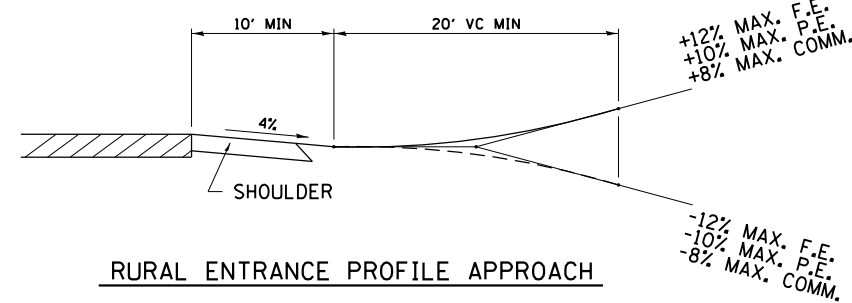 10' MIN
20' VC MIN
+12% MAX. F.E.
+10% MAX. P.E.
+8% MAX. COMM.
4%
SHOULDER
-12% MAX. F.E.
-10% MAX. P.E.
-8% MAX. COMM.
RURAL ENTRANCE PROFILE APPROACH